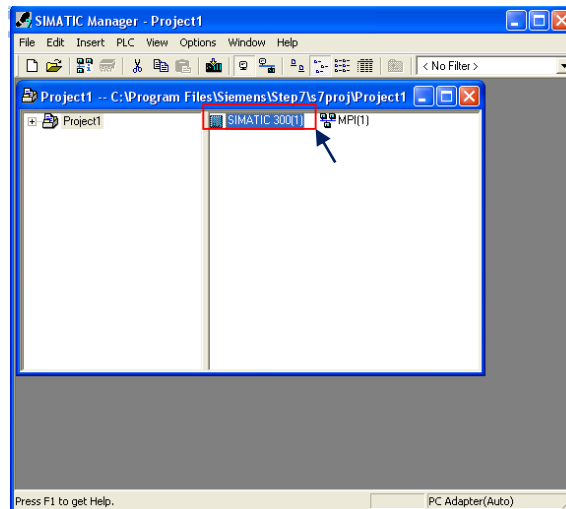 SIMATIC Manager - Project1
File Edit Insert PLC View Options Window Help
< No Filter >
Project1 -- C:\Program Files\Siemens\Step7\s7proj\Project1
Project1
SIMATIC 300(1) MPI(1)
Press F1 to get Help. PC Adapter(Auto)